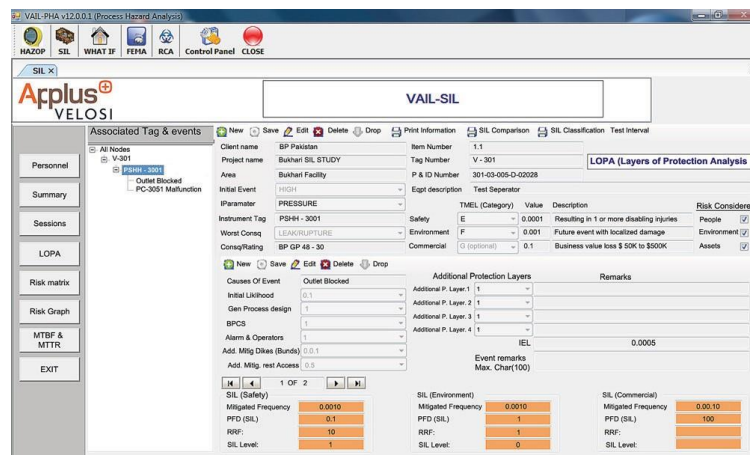 VAIL-PHA v12.0.0.1 (Process Hazard Analysis)
HAZOP SIL WHAT IF FEMA RCA Control Panel CLOSE
SIL ×
Applus
VELOSI
VAIL-SIL
Associated Tag & events
All Nodes
V-301
PSHH - 3001
Outlet Blocked
PC-3051 Malfunction
Personnel
Summary
Sessions
LOPA
Risk matrix
Risk Graph
MTBF &
MTTR
EXIT
New Save Edit Delete Drop Print Information SIL Comparison SIL Classification Test Interval
Client name BP Pakistan Item Number 1.1
Project name Bukhari SIL STUDY Tag Number V - 301 LOPA (Layers of Protection Analysis
Area Bukhari Facility P & ID Number 301-03-005-D-02028
Initial Event HIGH Eqpt description Test Seperator
IParamater PRESSURE TMEL (Category) Value Description Risk Considere
Instrument Tag PSHH - 3001 Safety E 0.0001 Resulting in 1 or more disabling injuries People
Worst Consq LEAK/RUPTURE Environment F 0.001 Future event with localized damage Environment
Consq/Rating BP GP 48 - 30 Commercial G (optional) 0.1 Business value loss $ 50K to $500K Assets
New Save Edit Delete Drop
Causes Of Event Outlet Blocked Additional Protection Layers Remarks
Initial Liklihood 0.1 Additional P. Layer.1 1
Gen Process design 1 Additional P. Layer. 2 1
BPCS 1 Additional P. Layer. 3 1
Alarm & Operators 1 Additional P. Layer. 4 1
Add. Mitig Dikes (Bunds) 0.0.1 IEL 0.0005
Add. Mitig. rest Access 0.5 Event remarks
Max. Char(100)
1 OF 2
SIL (Safety) SIL (Environment) SIL (Commercial)
Mitigated Frequency 0.0010 Mitigated Frequency 0.0010 Mitigated Frequency 0.00.10
PFD (SIL) 0.1 PFD (SIL) 1 PFD (SIL) 100
RRF: 10 RRF: 1 RRF:
SIL Level: 1 SIL Level: 0 SIL Level: